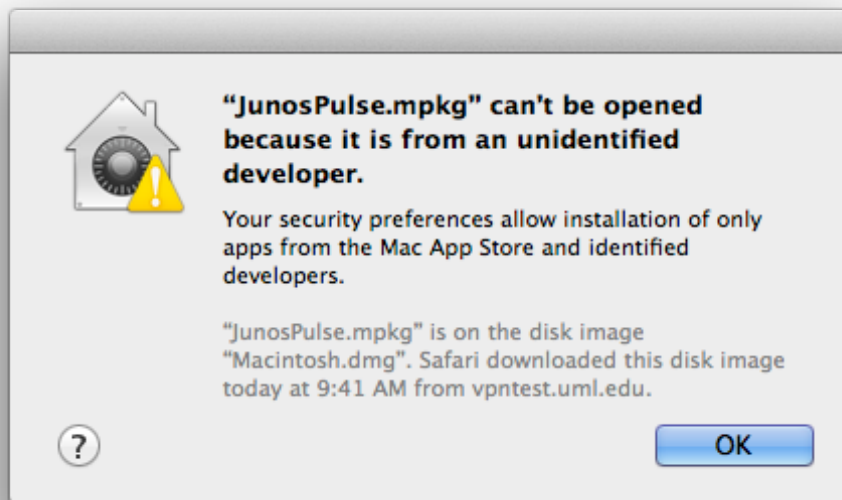 “JunosPulse.mpkg” can’t be opened
because it is from an unidentified
developer.
Your security preferences allow installation of only
apps from the Mac App Store and identified
developers.
“JunosPulse.mpkg” is on the disk image
“Macintosh.dmg”. Safari downloaded this disk image
today at 9:41 AM from vpntest.uml.edu.
?
OK